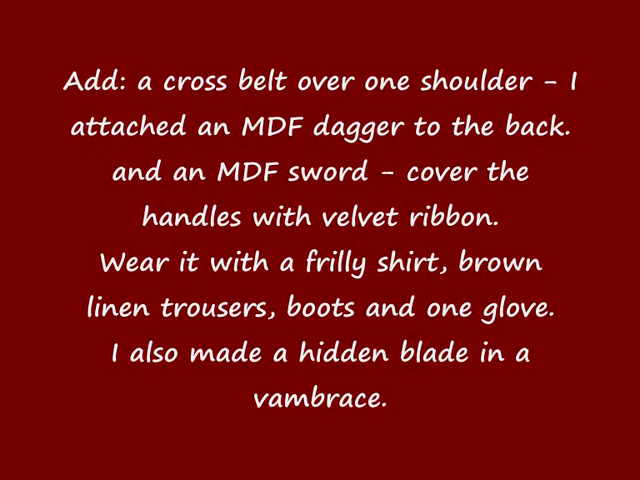 Add: a cross belt over one shoulder - I
attached an MDF dagger to the back.
and an MDF sword - cover the
handles with velvet ribbon.
Wear it with a frilly shirt, brown
linen trousers, boots and one glove.
I also made a hidden blade in a
vambrace.